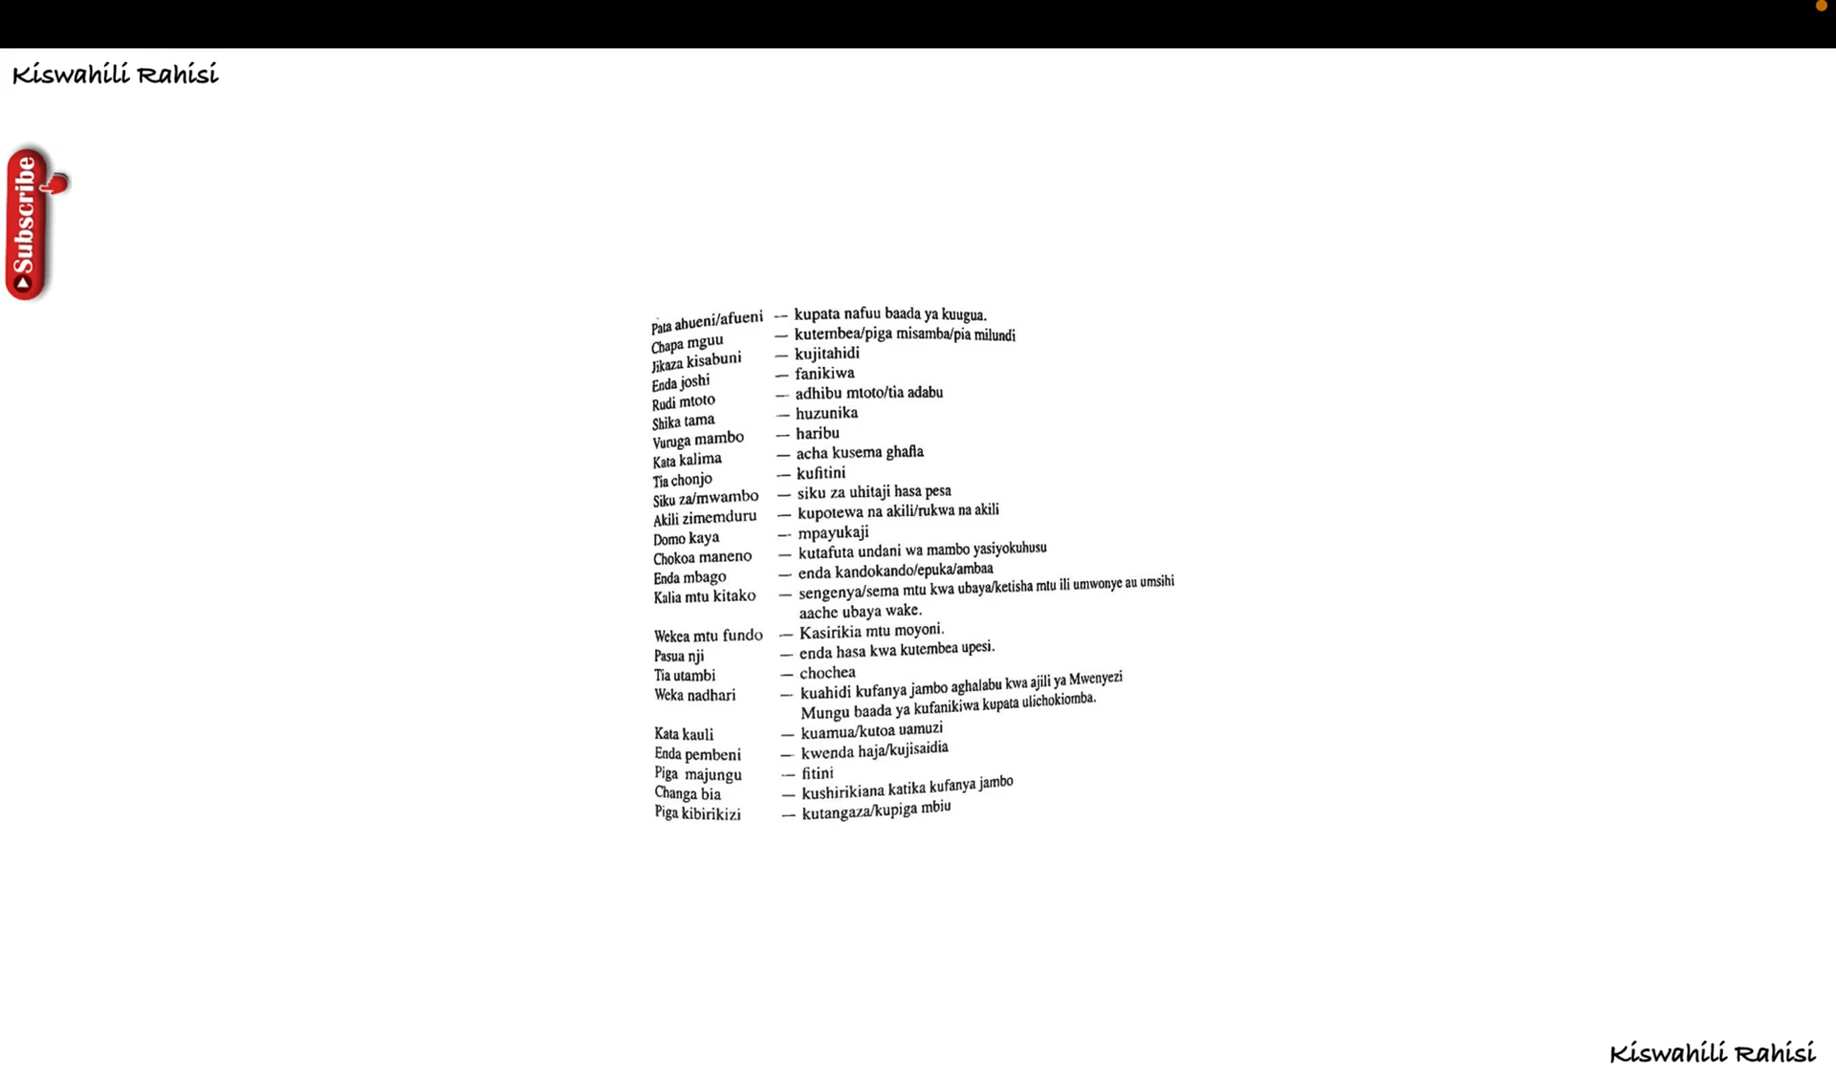 Kiswahili Rahisi
Subscribe
Pata ahueni/afueni — kupata nafuu baada ya kuugua.
Chapa mguu — kutembea/piga misamba/pia milundi
Jikaza kisabuni — kujitahidi
Enda joshi — fanikiwa
Rudi mtoto — adhibu mtoto/tia adabu
Shika tama — huzunika
Vuruga mambo — haribu
Kata kalima — acha kusema ghafla
Tia chonjo — kufitini
Siku za/mwambo — siku za uhitaji hasa pesa
Akili zimemduru — kupotewa na akili/rukwa na akili
Domo kaya — mpayukaji
Chokoa maneno — kutafuta undani wa mambo yasiyokuhusu
Enda mbago — enda kandokando/epuka/ambaa
Kalia mtu kitako — sengenya/sema mtu kwa ubaya/ketisha mtu ili umwonye au umsihi
aache ubaya wake.
Wekea mtu fundo — Kasirikia mtu moyoni.
Pasua nji — enda hasa kwa kutembea upesi.
Tia utambi — chochea
Weka nadhari — kuahidi kufanya jambo aghalabu kwa ajili ya Mwenyezi
Mungu baada ya kufanikiwa kupata ulichokiomba.
Kata kauli — kuamua/kutoa uamuzi
Enda pembeni — kwenda haja/kujisaidia
Piga majungu — fitini
Changa bia — kushirikiana katika kufanya jambo
Piga kibirikizi — kutangaza/kupiga mbiu
Kiswahili Rahisi